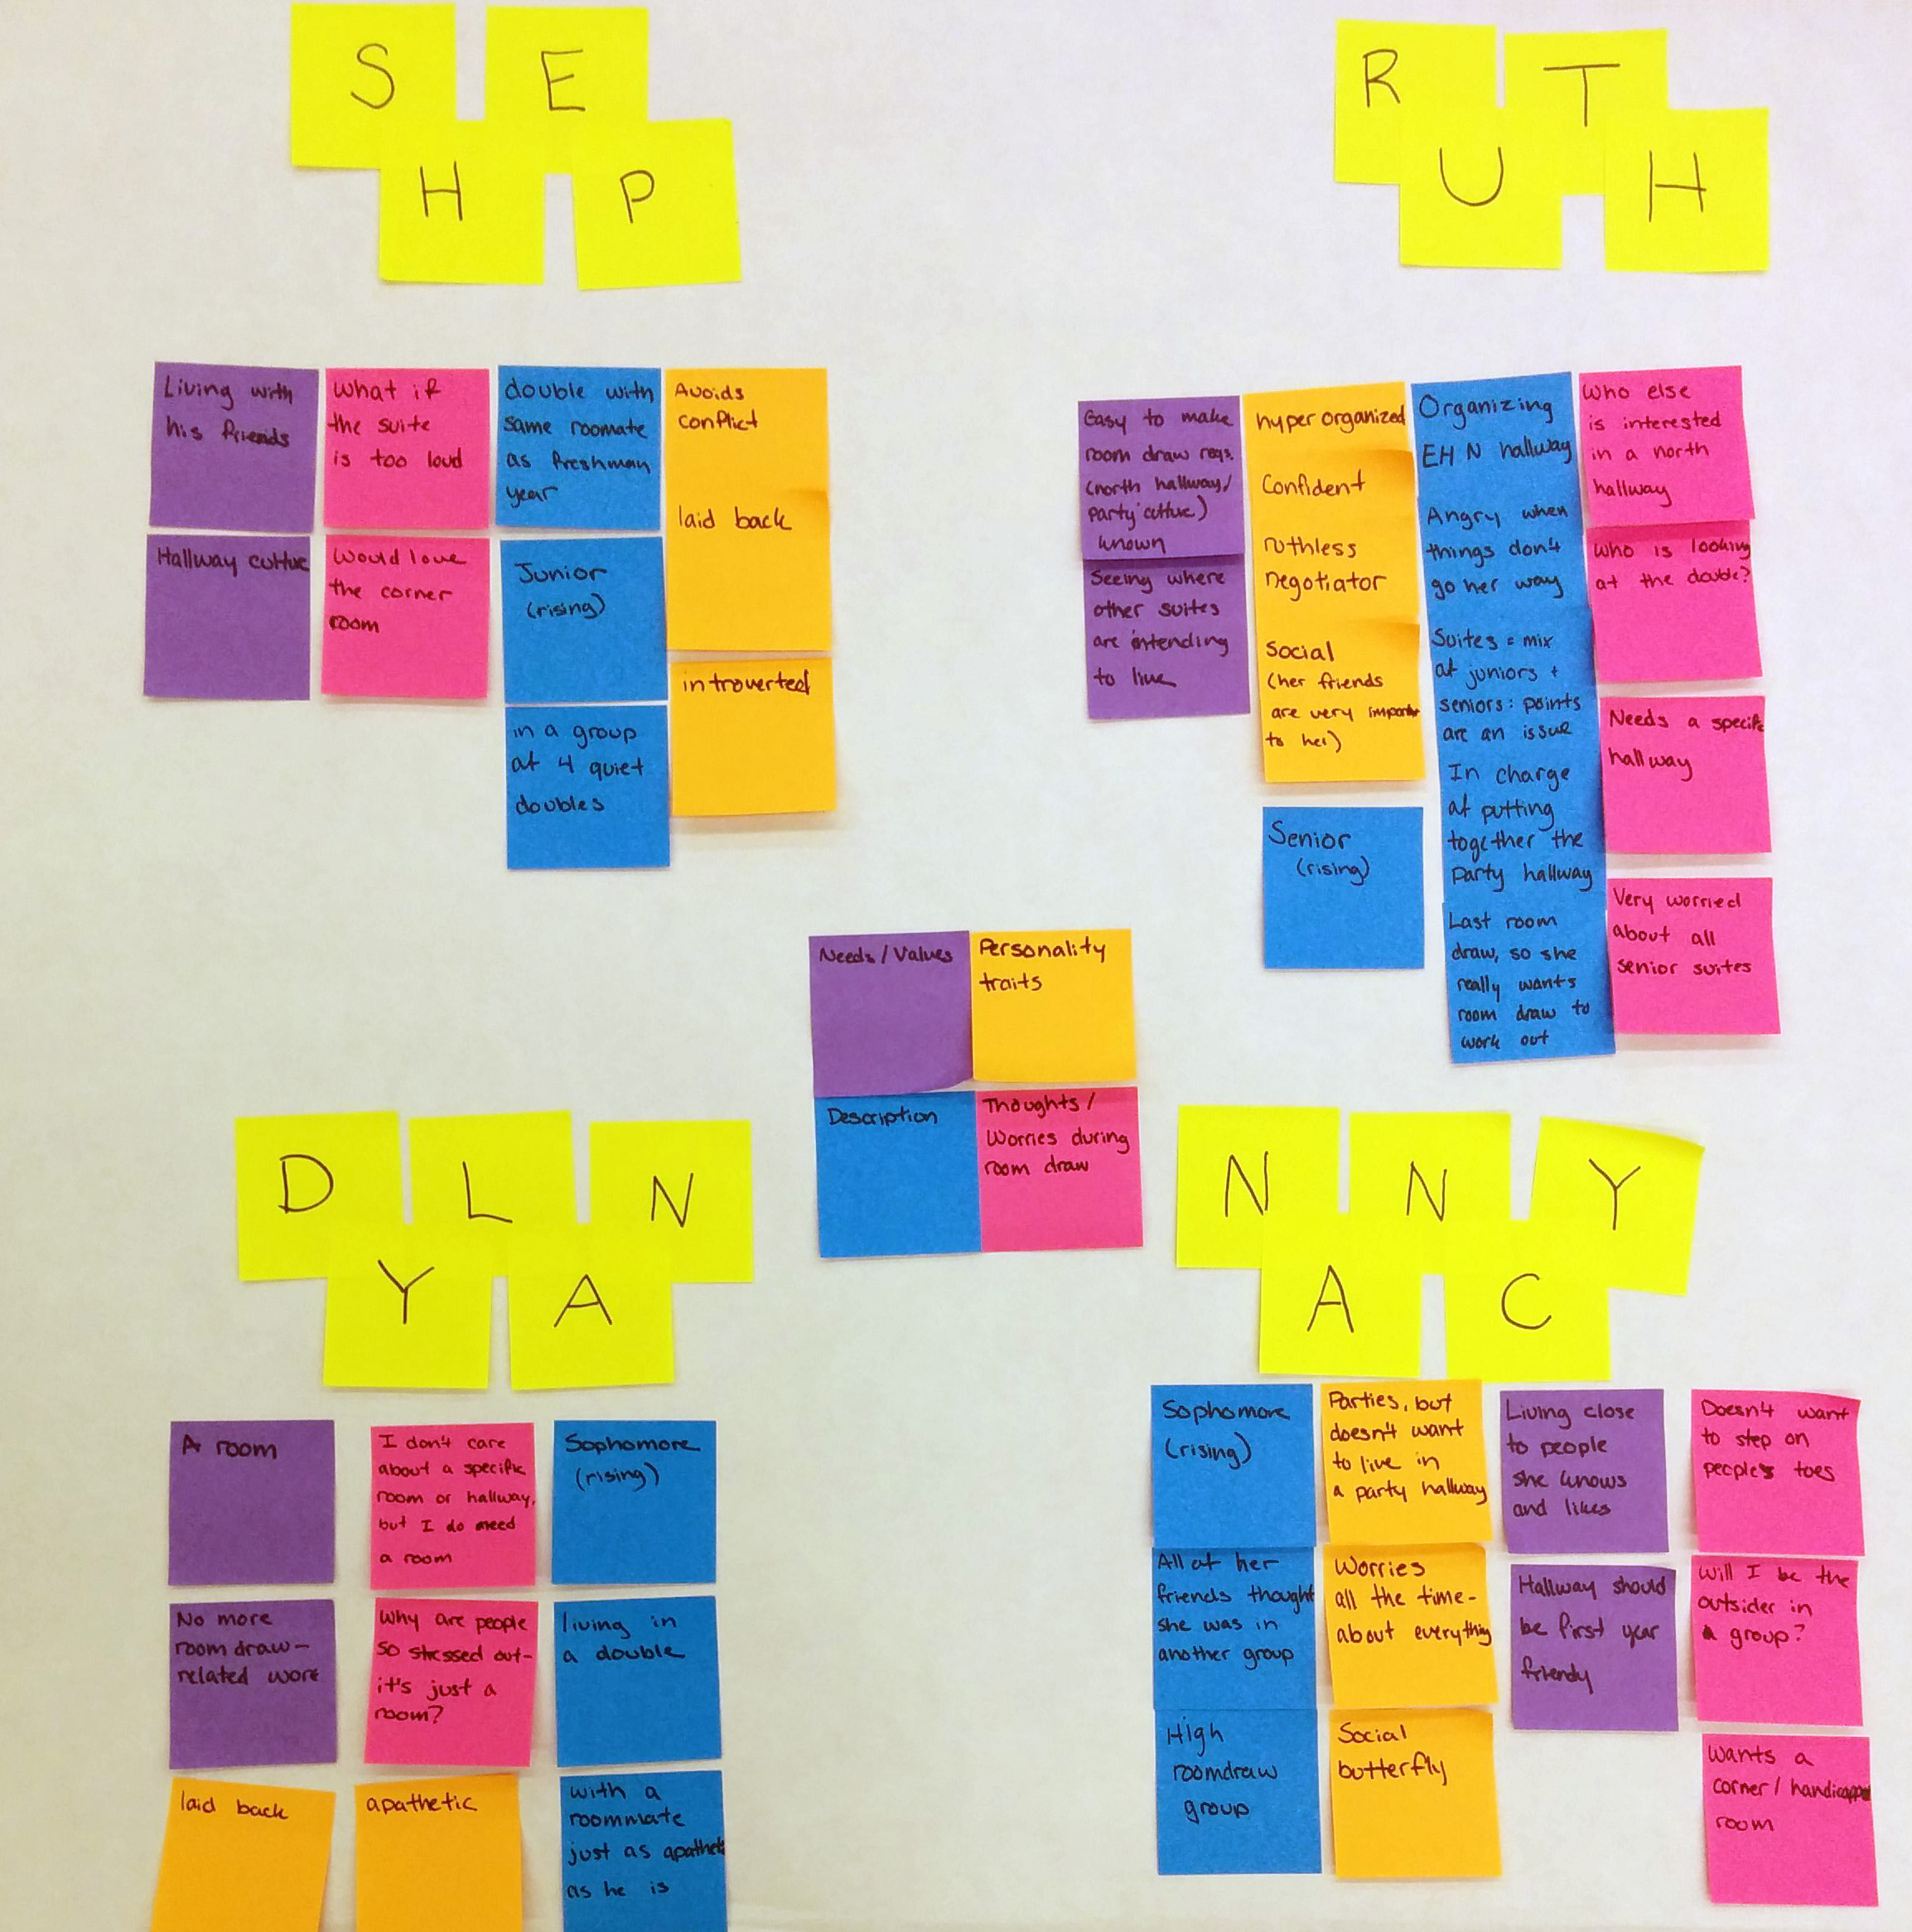 S E
H P
Living with
his friends
Hallway culture
What if
the suite
is too loud
Would love
the corner
room
double with
same roomate
as freshman
year
Junior
(rising)
in a group
of 4 quiet
doubles
Avoids
conflict
laid back
introverted
R T
U H
Easy to make
room draw reqs.
(north hallway/
party culture)
known
Seeing where
other suites
are intending
to live
hyper organized
Confident
ruthless
negotiator
Social
(her friends
are very important
to her)
Senior
(rising)
Organizing
EH N hallway
Angry when
things don't
go her way
Suites = mix
of juniors +
seniors: points
are an issue
In charge
of putting
together the
party hallway
Last room
draw, so she
really wants
room draw to
work out
Who else
is interested
in a north
hallway
Who is looking
at the double?
Needs a specific
hallway
Very worried
about all
senior suites
Needs / Values
Personality
traits
Description
Thoughts /
Worries during
room draw
D L N
Y A
A room
No more
room draw-
related work
laid back
I don't care
about a specific
room or hallway,
but I do need
a room
Why are people
so stressed out-
it's just a
room?
apathetic
Sophomore
(rising)
living in
a double
with a
roommate
just as apathetic
as he is
N N Y
A C
Sophomore
(rising)
All of her
friends thought
she was in
another group
High
roomdraw
group
Parties, but
doesn't want
to live in
a party hallway
Worries
all the time-
about everything
Social
butterfly
Living close
to people
she knows
and likes
Hallway should
be first year
friendy
Doesn't want
to step on
people's toes
Will I be the
outsider in
a group?
Wants a
corner / handicapped
room